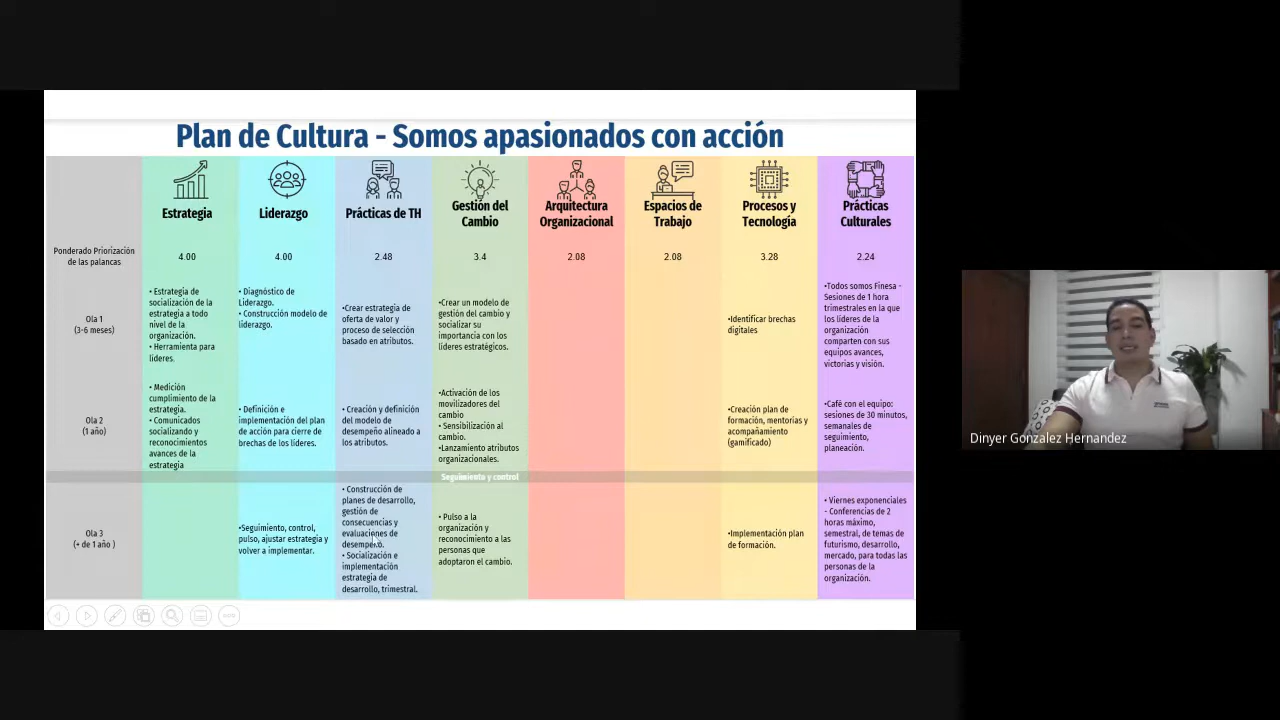 Plan de Cultura - Somos apasionados con acción
Estrategia
Liderazgo
Prácticas de TH
Gestión del
Cambio
Arquitectura
Organizacional
Espacios de
Trabajo
Procesos y
Tecnología
Prácticas
Culturales
Ponderado Priorización
de las palancas
4.00
4.00
2.48
3.4
2.08
2.08
3.28
2.24
Ola 1
(3-6 meses)
• Estrategia de
socialización de la
estrategia a todo
nivel de la
organización.
• Herramienta para
líderes.
• Diagnóstico de
Liderazgo.
• Construcción modelo de
liderazgo.
•Crear estrategia de
oferta de valor y
proceso de selección
basado en atributos.
•Crear un modelo de
gestión del cambio y
socializar su
importancia con los
líderes estratégicos.
•Identificar brechas
digitales
•Todos somos Finesa -
Sesiones de 1 hora
trimestrales en la que
los líderes de la
organización
comparten con sus
equipos avances,
victorias y visión.
Ola 2
(1 año)
• Medición
cumplimiento de la
estrategia.
• Comunicados
socializando y
reconocimientos
avances de la
estrategia
• Definición e
implementación del plan
de acción para cierre de
brechas de los líderes.
• Creación y definición
del modelo de
desempeño alineado a
los atributos.
•Activación de los
movilizadores del
cambio
• Sensibilización al
cambio.
•Lanzamiento atributos
organizacionales.
•Creación plan de
formación, mentorías y
acompañamiento
(gamificado)
•Café con el equipo:
sesiones de 30 minutos,
semanales de
seguimiento,
planeación.
Seguimiento y control
Ola 3
(+ de 1 año )
•Seguimiento, control,
pulso, ajustar estrategia y
volver a implementar.
• Construcción de
planes de desarrollo,
gestión de
consecuencias y
evaluaciones de
desempeño.
• Socialización e
implementación
estrategia de
desarrollo, trimestral.
• Pulso a la
organización y
reconocimiento a las
personas que
adoptaron el cambio.
•Implementación plan
de formación.
• Viernes exponenciales
- Conferencias de 2
horas máximo,
semestral, de temas de
futurismo, desarrollo,
mercado, para todas las
personas de la
organización.
Dinyer Gonzalez Hernandez